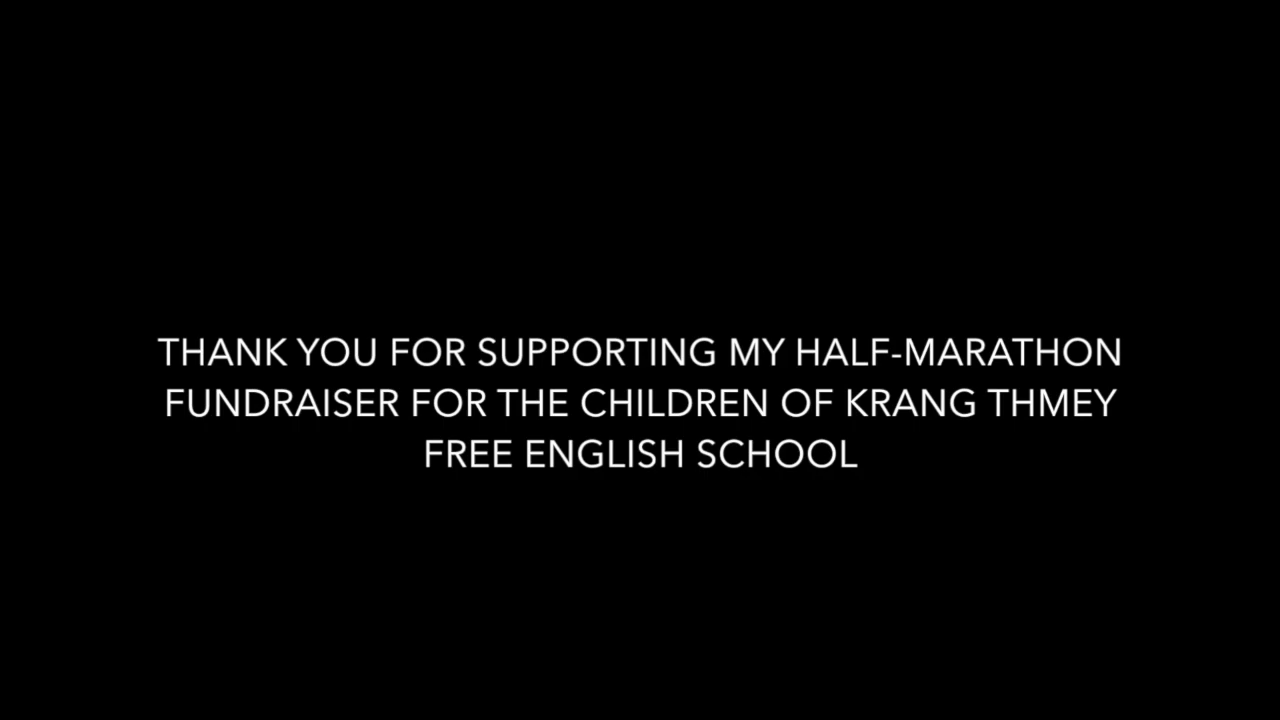 THANK YOU FOR SUPPORTING MY HALF-MARATHON
FUNDRAISER FOR THE CHILDREN OF KRANG THMEY
FREE ENGLISH SCHOOL